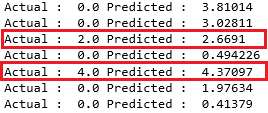 Actual :  0.0 Predicted :  3.81014
Actual :  0.0 Predicted :  3.02811
Actual :  2.0 Predicted :  2.6691
Actual :  0.0 Predicted :  0.494226
Actual :  4.0 Predicted :  4.37097
Actual :  0.0 Predicted :  1.97634
Actual :  0.0 Predicted :  0.41379